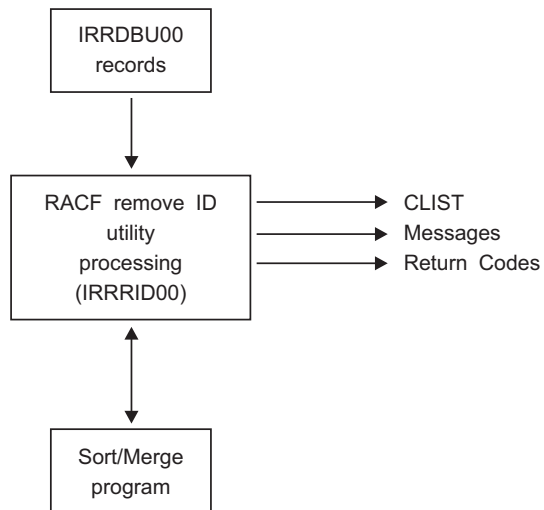 IRRDBU00
records
RACF remove ID
utility
processing
(IRRRID00)
CLIST
Messages
Return Codes
Sort/Merge
program